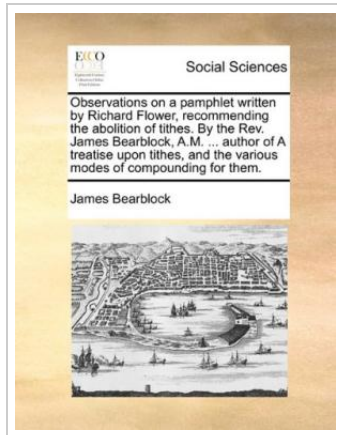 ECCO
Social Sciences
Observations on a pamphlet written
by Richard Flower, recommending
the abolition of tithes. By the Rev.
James Bearblock, A.M. ... author of A
treatise upon tithes, and the various
modes of compounding for them.
James Bearblock